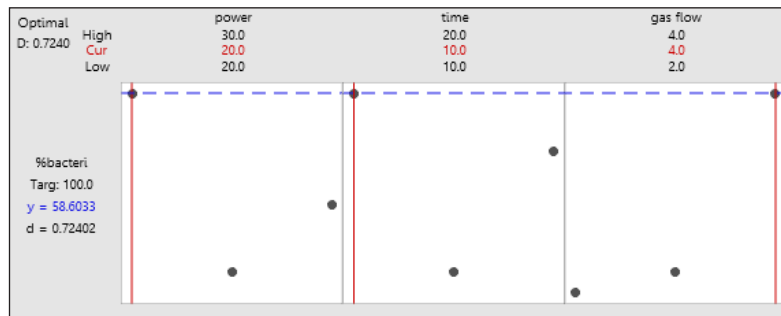 Optimal
D: 0.7240
power time gas flow
High 30.0 20.0 4.0
Cur 20.0 10.0 4.0
Low 20.0 10.0 2.0
%bacteri
Targ: 100.0
y = 58.6033
d = 0.72402